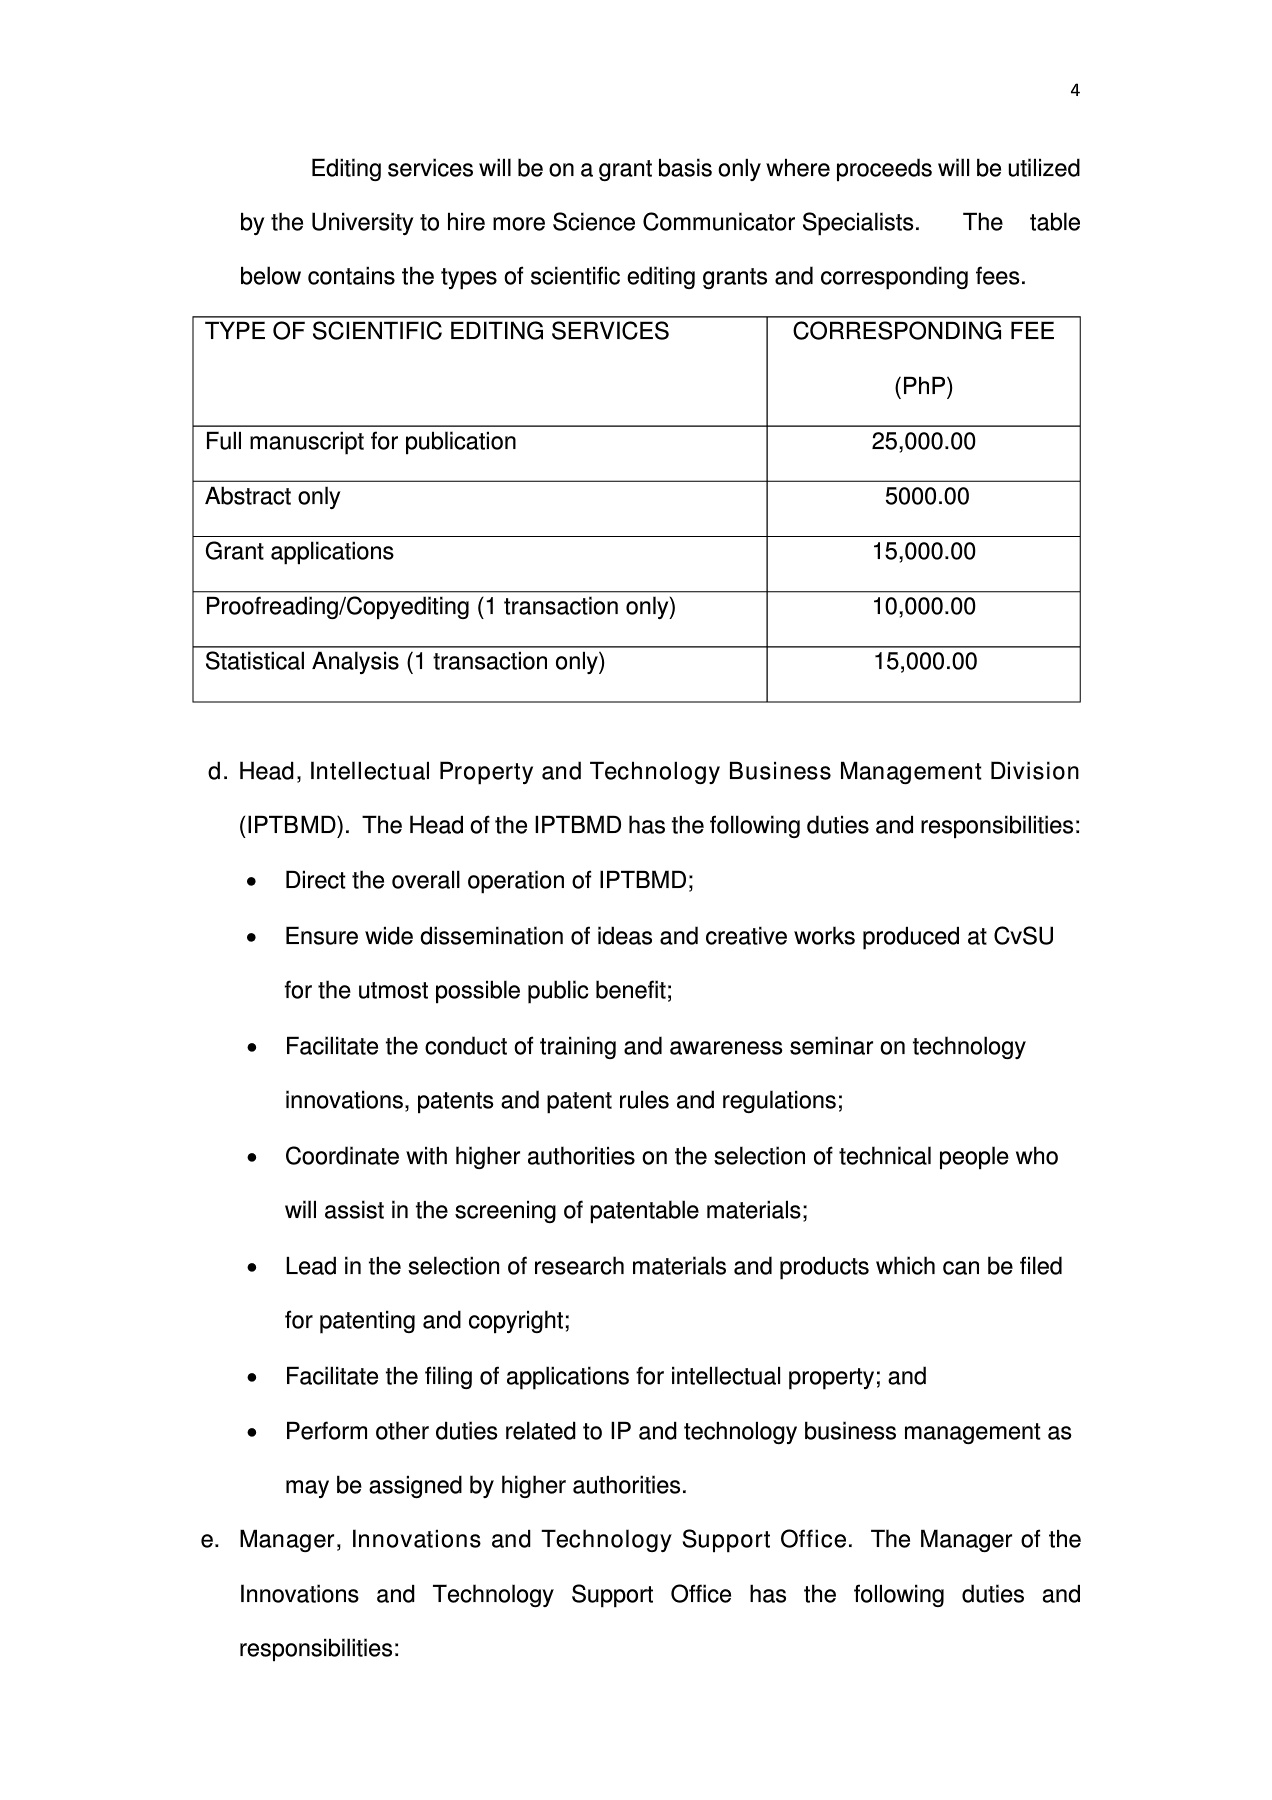 4
Editing services will be on a grant basis only where proceeds will be utilized
by the University to hire more Science Communicator Specialists. The table
below contains the types of scientific editing grants and corresponding fees.
TYPE OF SCIENTIFIC EDITING SERVICES CORRESPONDING FEE
(PhP)
Full manuscript for publication 25,000.00
Abstract only 5000.00
Grant applications 15,000.00
Proofreading/Copyediting (1 transaction only) 10,000.00
Statistical Analysis (1 transaction only) 15,000.00
d. Head, Intellectual Property and Technology Business Management Division
(IPTBMD). The Head of the IPTBMD has the following duties and responsibilities:
• Direct the overall operation of IPTBMD;
• Ensure wide dissemination of ideas and creative works produced at CvSU
for the utmost possible public benefit;
• Facilitate the conduct of training and awareness seminar on technology
innovations, patents and patent rules and regulations;
• Coordinate with higher authorities on the selection of technical people who
will assist in the screening of patentable materials;
• Lead in the selection of research materials and products which can be filed
for patenting and copyright;
• Facilitate the filing of applications for intellectual property; and
• Perform other duties related to IP and technology business management as
may be assigned by higher authorities.
e. Manager, Innovations and Technology Support Office. The Manager of the
Innovations and Technology Support Office has the following duties and
responsibilities: